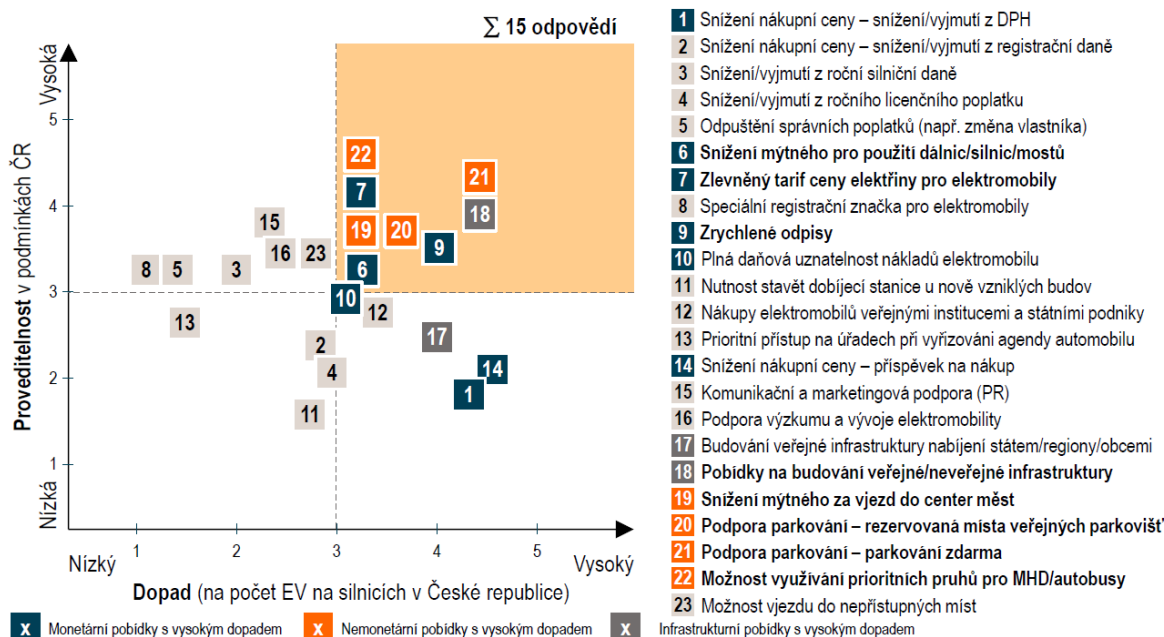 ∑ 15 odpovědí
Vysoká
Proveditelnost v podmínkách ČR
Nízká
5
4
3
2
1
22
21
7
18
15
19
20
16
23
9
8
5
3
6
10
12
13
17
2
4
14
1
11
1
2
3
4
5
Nízký
Vysoký
Dopad (na počet EV na silnicích v České republice)
1 Snížení nákupní ceny – snížení/vyjmutí z DPH
2 Snížení nákupní ceny – snížení/vyjmutí z registrační daně
3 Snížení/vyjmutí z roční silniční daně
4 Snížení/vyjmutí z ročního licenčního poplatku
5 Odpuštění správních poplatků (např. změna vlastníka)
6 Snížení mýtného pro použití dálnic/silnic/mostů
7 Zlevněný tarif ceny elektřiny pro elektromobily
8 Speciální registrační značka pro elektromobily
9 Zrychlené odpisy
10 Plná daňová uznatelnost nákladů elektromobilu
11 Nutnost stavět dobíjecí stanice u nově vzniklých budov
12 Nákupy elektromobilů veřejnými institucemi a státními podniky
13 Prioritní přístup na úřadech při vyřizování agendy automobilu
14 Snížení nákupní ceny – příspěvek na nákup
15 Komunikační a marketingová podpora (PR)
16 Podpora výzkumu a vývoje elektromobility
17 Budování veřejné infrastruktury nabíjení státem/regiony/obcemi
18 Pobídky na budování veřejné/neveřejné infrastruktury
19 Snížení mýtného za vjezd do center měst
20 Podpora parkování – rezervovaná místa veřejných parkovišť
21 Podpora parkování – parkování zdarma
22 Možnost využívání prioritních pruhů pro MHD/autobusy
23 Možnost vjezdu do nepřístupných míst
x Monetární pobídky s vysokým dopadem
x Nemonetární pobídky s vysokým dopadem
x Infrastrukturní pobídky s vysokým dopadem